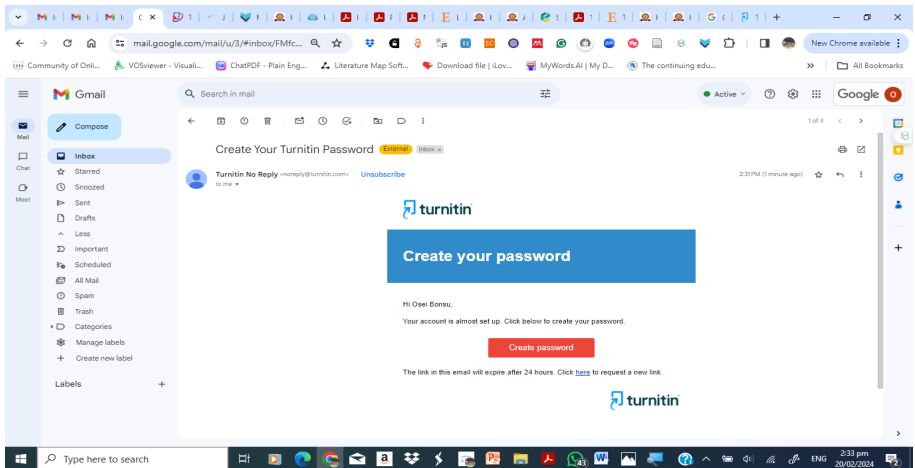 mail.google.com/mail/u/3/#inbox/FMfc...
New Chrome available
VOSviewer - Visuali...
ChatPDF - Plain Eng...
Literature Map Soft...
Download file | iLov...
MyWords.AI | My D...
The continuing edu...
All Bookmarks
Gmail
Search in mail
Active
Google
Mail
Compose
1 of 4
Chat
Inbox
Create Your Turnitin Password External Inbox x
Meet
Starred
Turnitin No Reply <noreply@turnitin.com> Unsubscribe
2:31 PM (1 minute ago)
to me
Snoozed
Sent
turnitin
Drafts
Less
Important
Create your password
Scheduled
All Mail
Spam
Trash
Hi Osei Bonsu,
Your account is almost set up. Click below to create your password.
Categories
Manage labels
Create password
Create new label
The link in this email will expire after 24 hours. Click here to request a new link.
Labels
turnitin
Type here to search
ENG
2:33 pm
20/02/2024